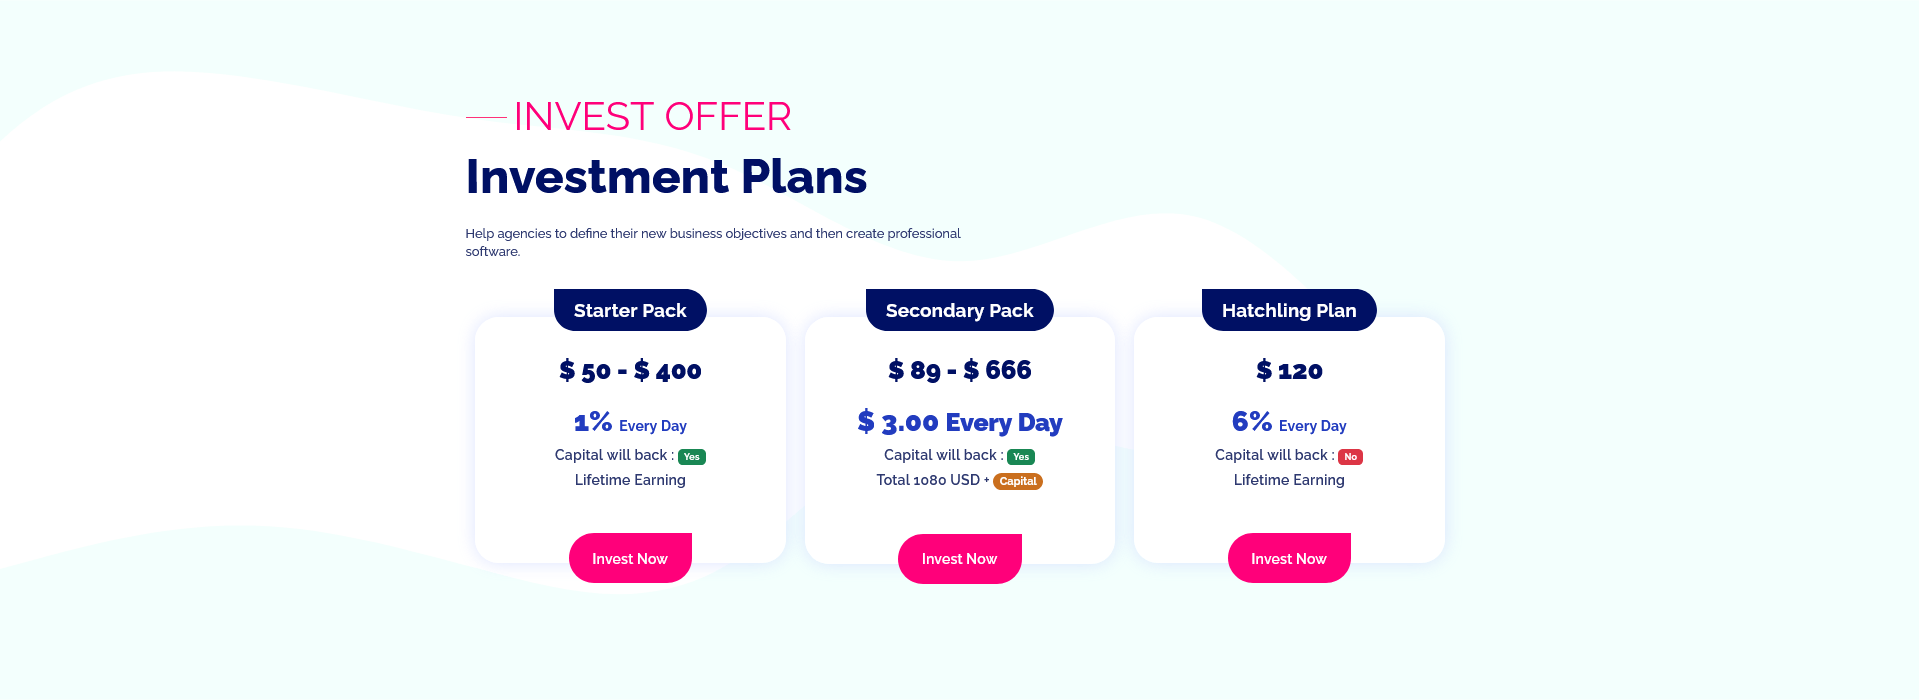 INVEST OFFER
Investment Plans
Help agencies to define their new business objectives and then create professional
software.
Starter Pack
$ 50 - $ 400
1% Every Day
Capital will back : Yes
Lifetime Earning
Invest Now
Secondary Pack
$ 89 - $ 666
$ 3.00 Every Day
Capital will back : Yes
Total 1080 USD + Capital
Invest Now
Hatchling Plan
$ 120
6% Every Day
Capital will back : No
Lifetime Earning
Invest Now